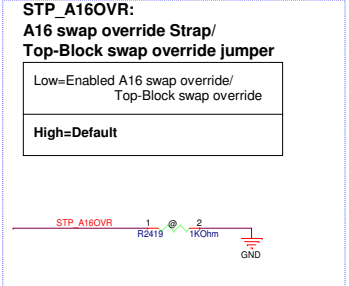 STP_A16OVR:
A16 swap override Strap/
Top-Block swap override jumper
Low=Enabled A16 swap override/
Top-Block swap override
High=Default
STP_A16OVR 1 @ 2
R2419 1KOhm
GND